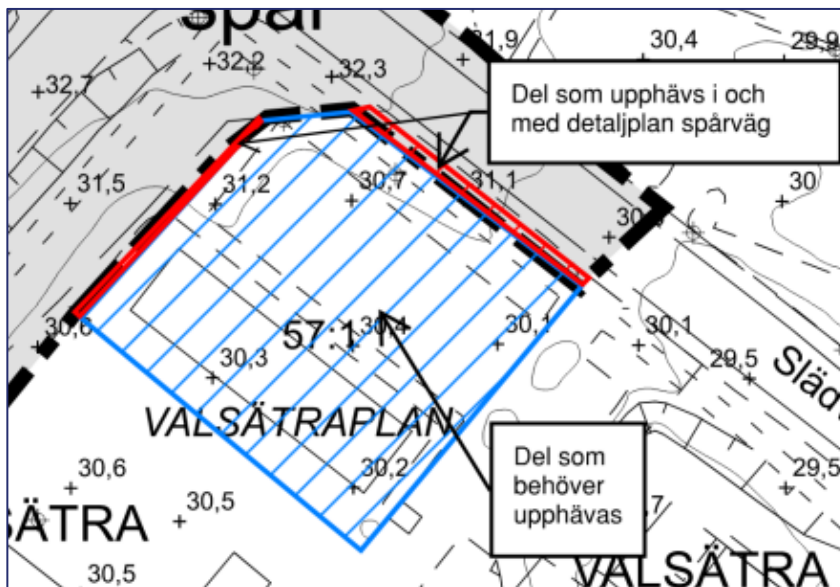 spår
31,9
30,4
29,9
32,2
32,3
32,7
Del som upphävs i och
med detaljplan spårväg
31,5
31,2
30,7
31,1
30
30,6
57:1
30,4
30,1
30,1
29,5
30,3
Släd
VALSÄTRAPLAN
30,6
30,2
Del som
behöver
upphävas
29,5
30,5
SÄTRA
30,5
VALSÄTRA